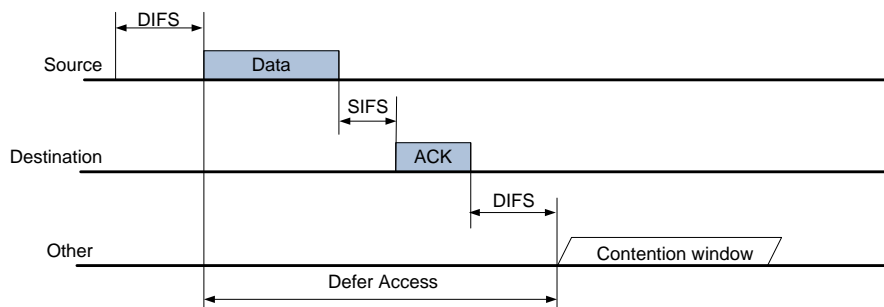 DIFS
Source
Data
SIFS
Destination
ACK
DIFS
Other
Contention window
Defer Access